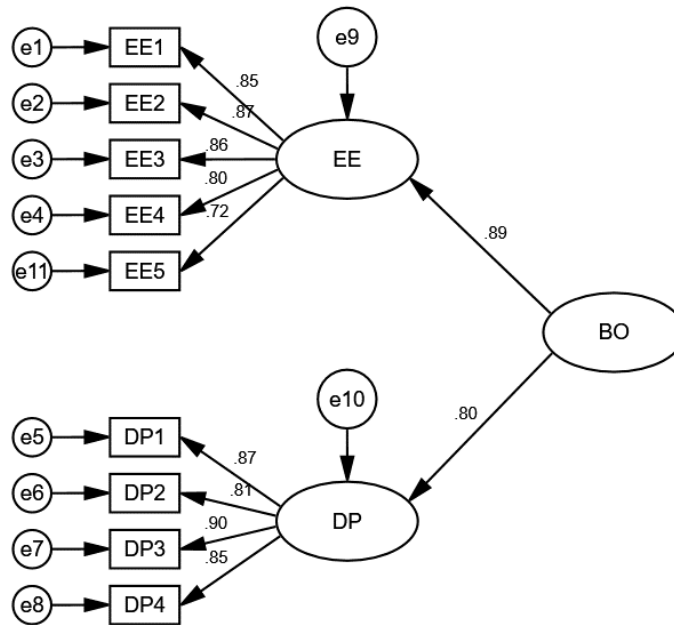 e1
EE1
.85
e9
e2
EE2
.87
e3
EE3
.86
EE
e4
EE4
.80
e11
EE5
.72
.89
BO
.80
e10
e5
DP1
.87
e6
DP2
.81
DP
e7
DP3
.90
e8
DP4
.85